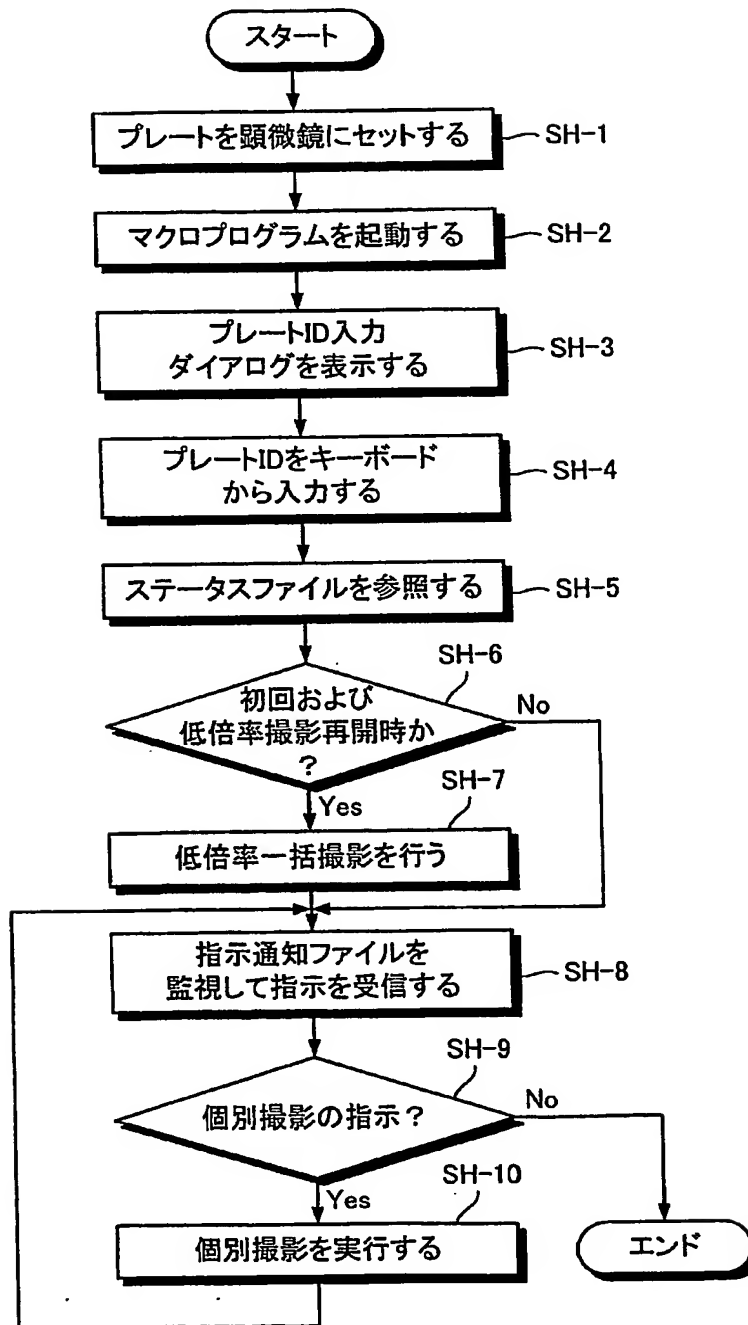 スタート
プレートを顕微鏡にセットする
SH-1
マクロプログラムを起動する
SH-2
プレートID入力
ダイアログを表示する
SH-3
プレートIDをキーボード
から入力する
SH-4
ステータスファイルを参照する
SH-5
SH-6
初回および
低倍率撮影再開時か
?
No
Yes
SH-7
低倍率一括撮影を行う
指示通知ファイルを
監視して指示を受信する
SH-8
SH-9
個別撮影の指示?
No
Yes
SH-10
個別撮影を実行する
エンド